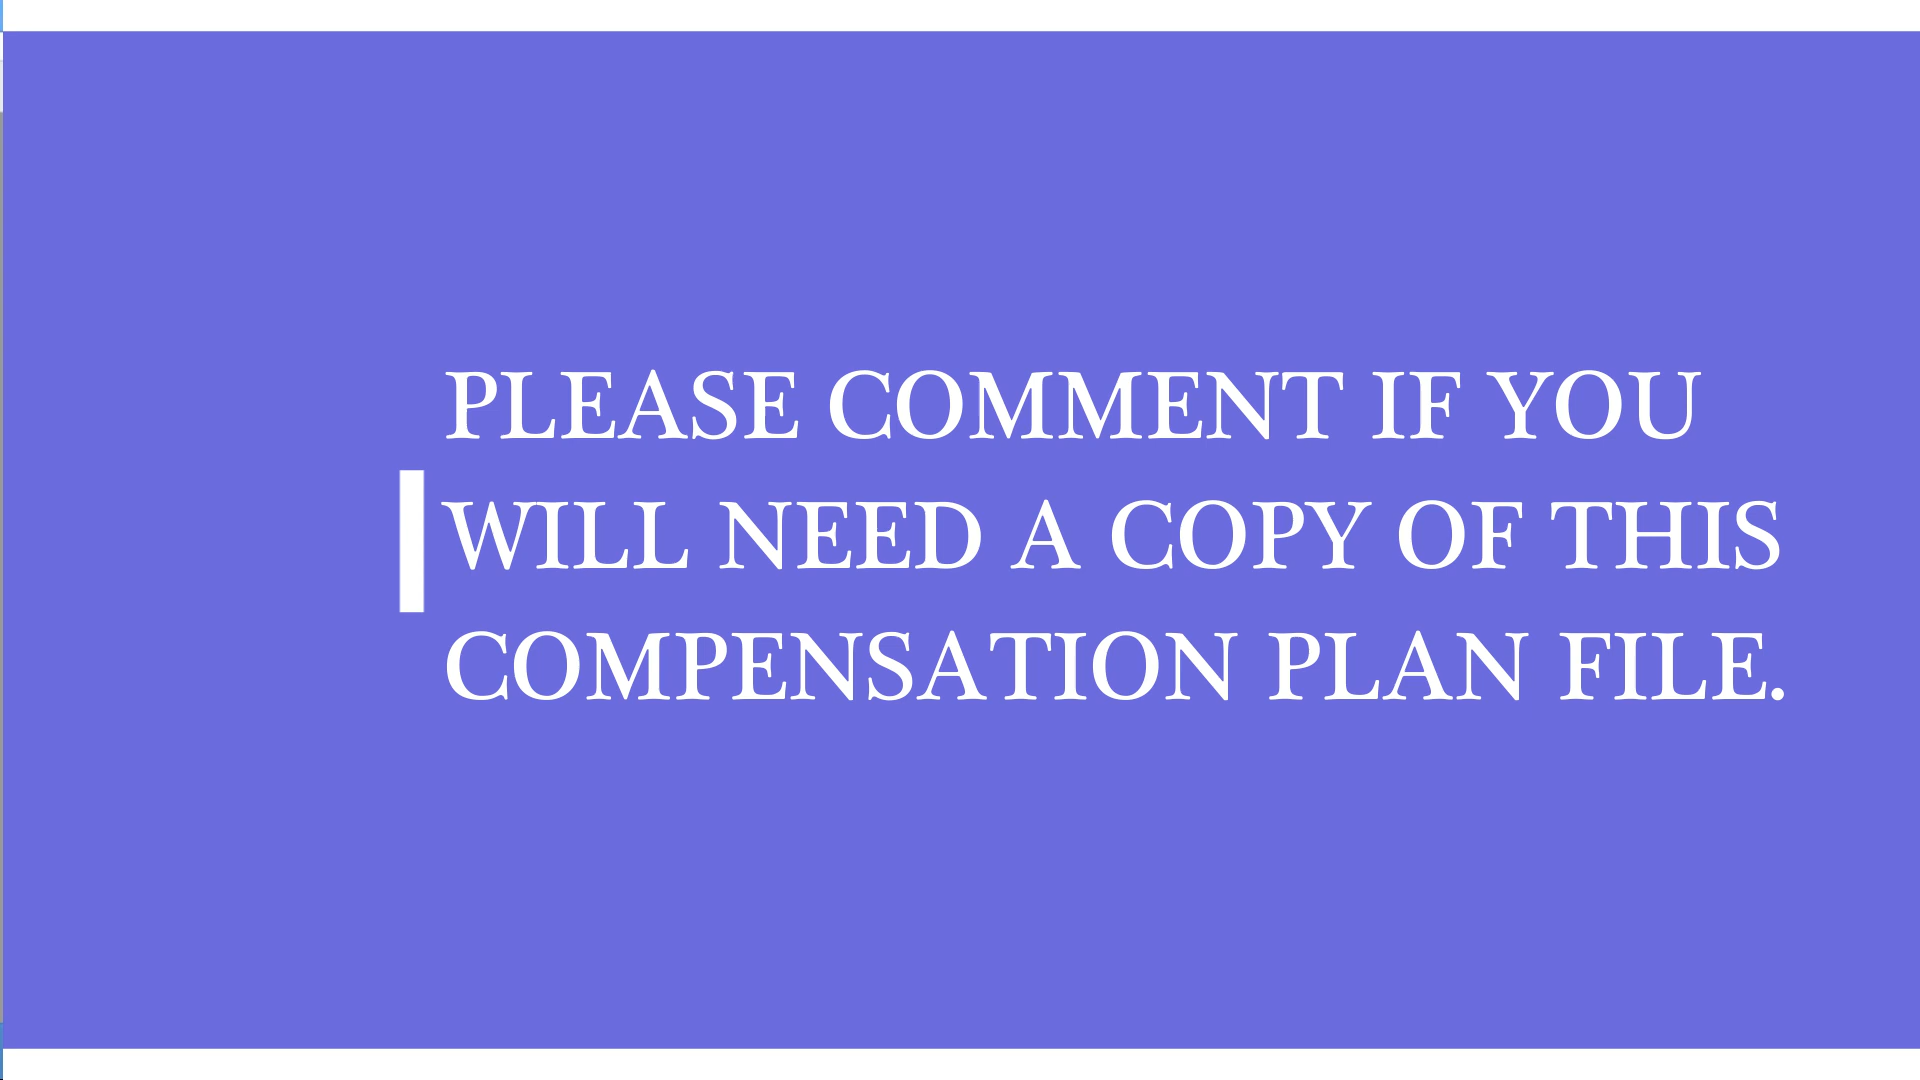 PLEASE COMMENT IF YOU
WILL NEED A COPY OF THIS
COMPENSATION PLAN FILE.